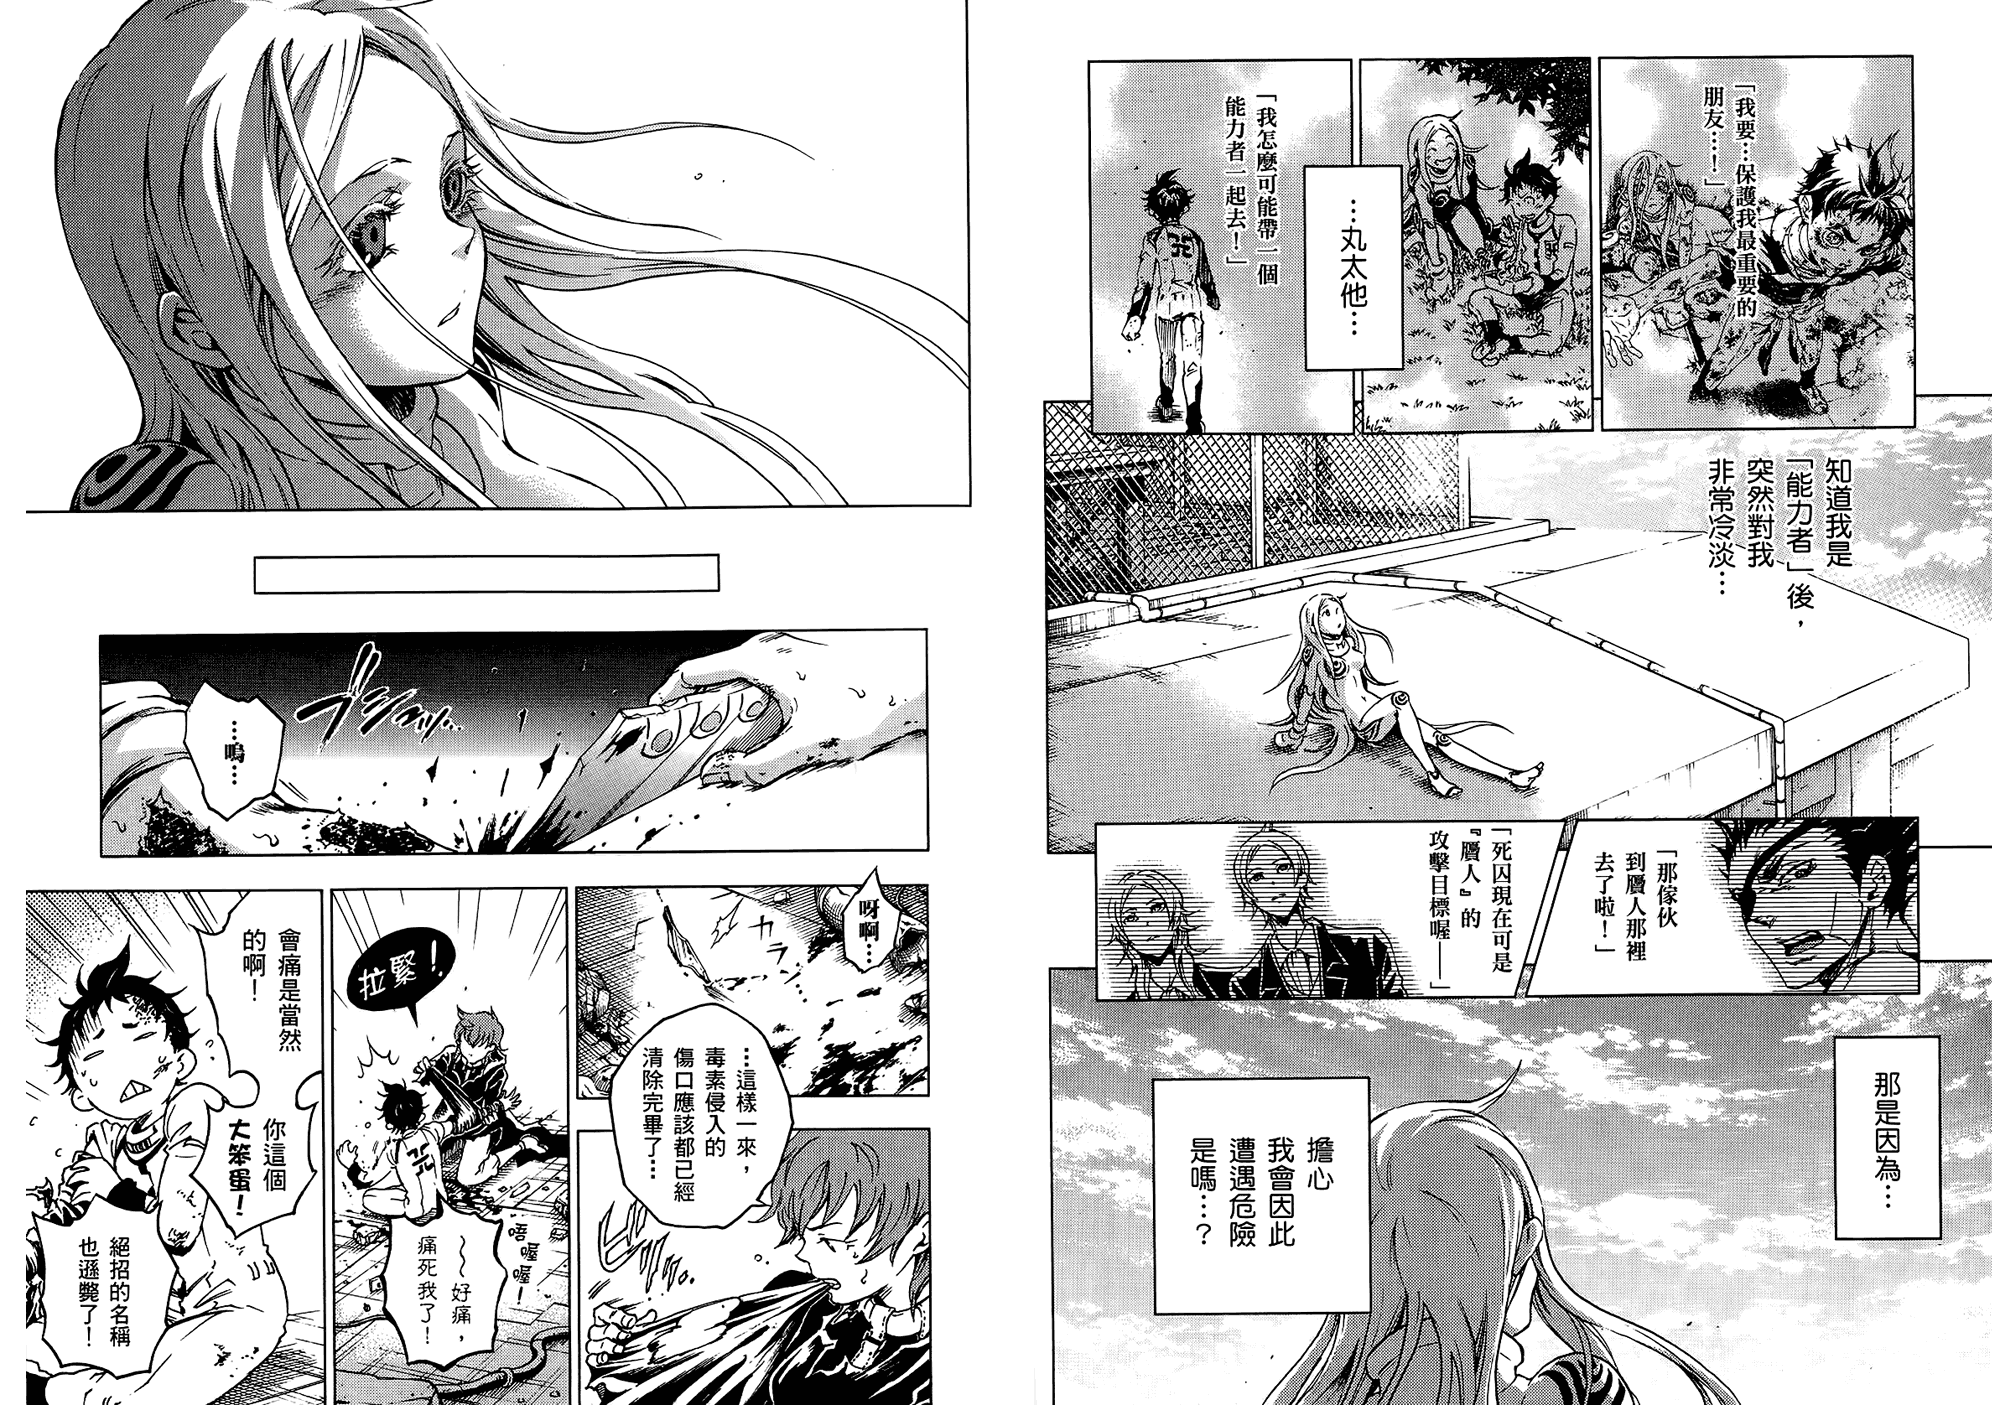 「我要…保護我最重要的
朋友…！」
…丸太他…
「我怎麼可能帶一個
能力者一起去！」
知道我是
「能力者」後，
突然對我
非常冷淡…
「那傢伙
到贗人那裡
去了啦！」
「死囚現在可是
『贗人』的
攻擊目標喔——」
那是因為…
擔心
我會因此
遭遇危險
是嗎…？
ブシュッ…
…嗚…
呀啊…
カラ…
…這樣一來，
毒素侵入的
傷口應該都已經
清除完畢了…
拉緊！
唔喔喔！
～好痛，
痛死我了！
會痛是當然
的啊！
你這個
大笨蛋！
絕招的名稱
也遜斃了！